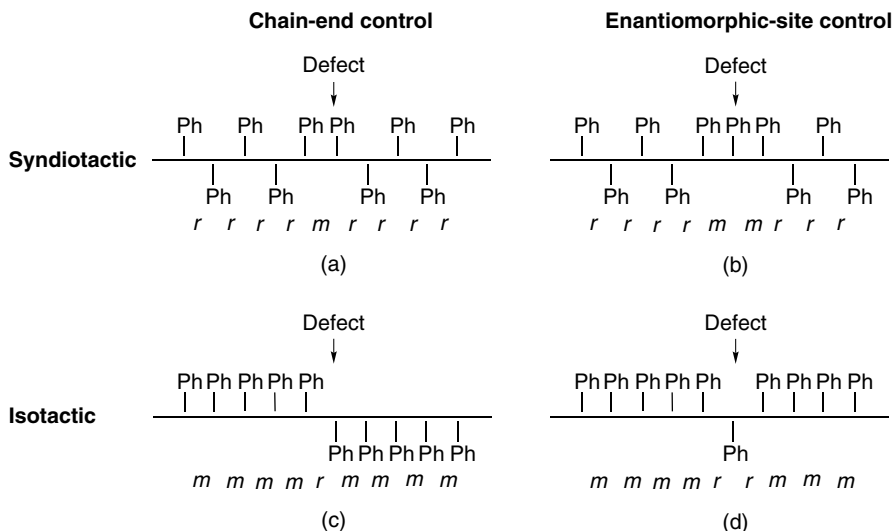 Chain-end control Enantiomorphic-site control
Defect Defect
Ph Ph Ph Ph Ph Ph Ph Ph Ph Ph Ph Ph
Syndiotactic
Ph Ph Ph Ph Ph Ph Ph Ph
r r r r m r r r r r r r r m m r r r
(a) (b)
Defect Defect
Ph Ph Ph Ph Ph Ph Ph Ph Ph Ph Ph Ph Ph Ph
Isotactic
Ph Ph Ph Ph Ph Ph
m m m m r m m m m m m m m r r m m m
(c) (d)